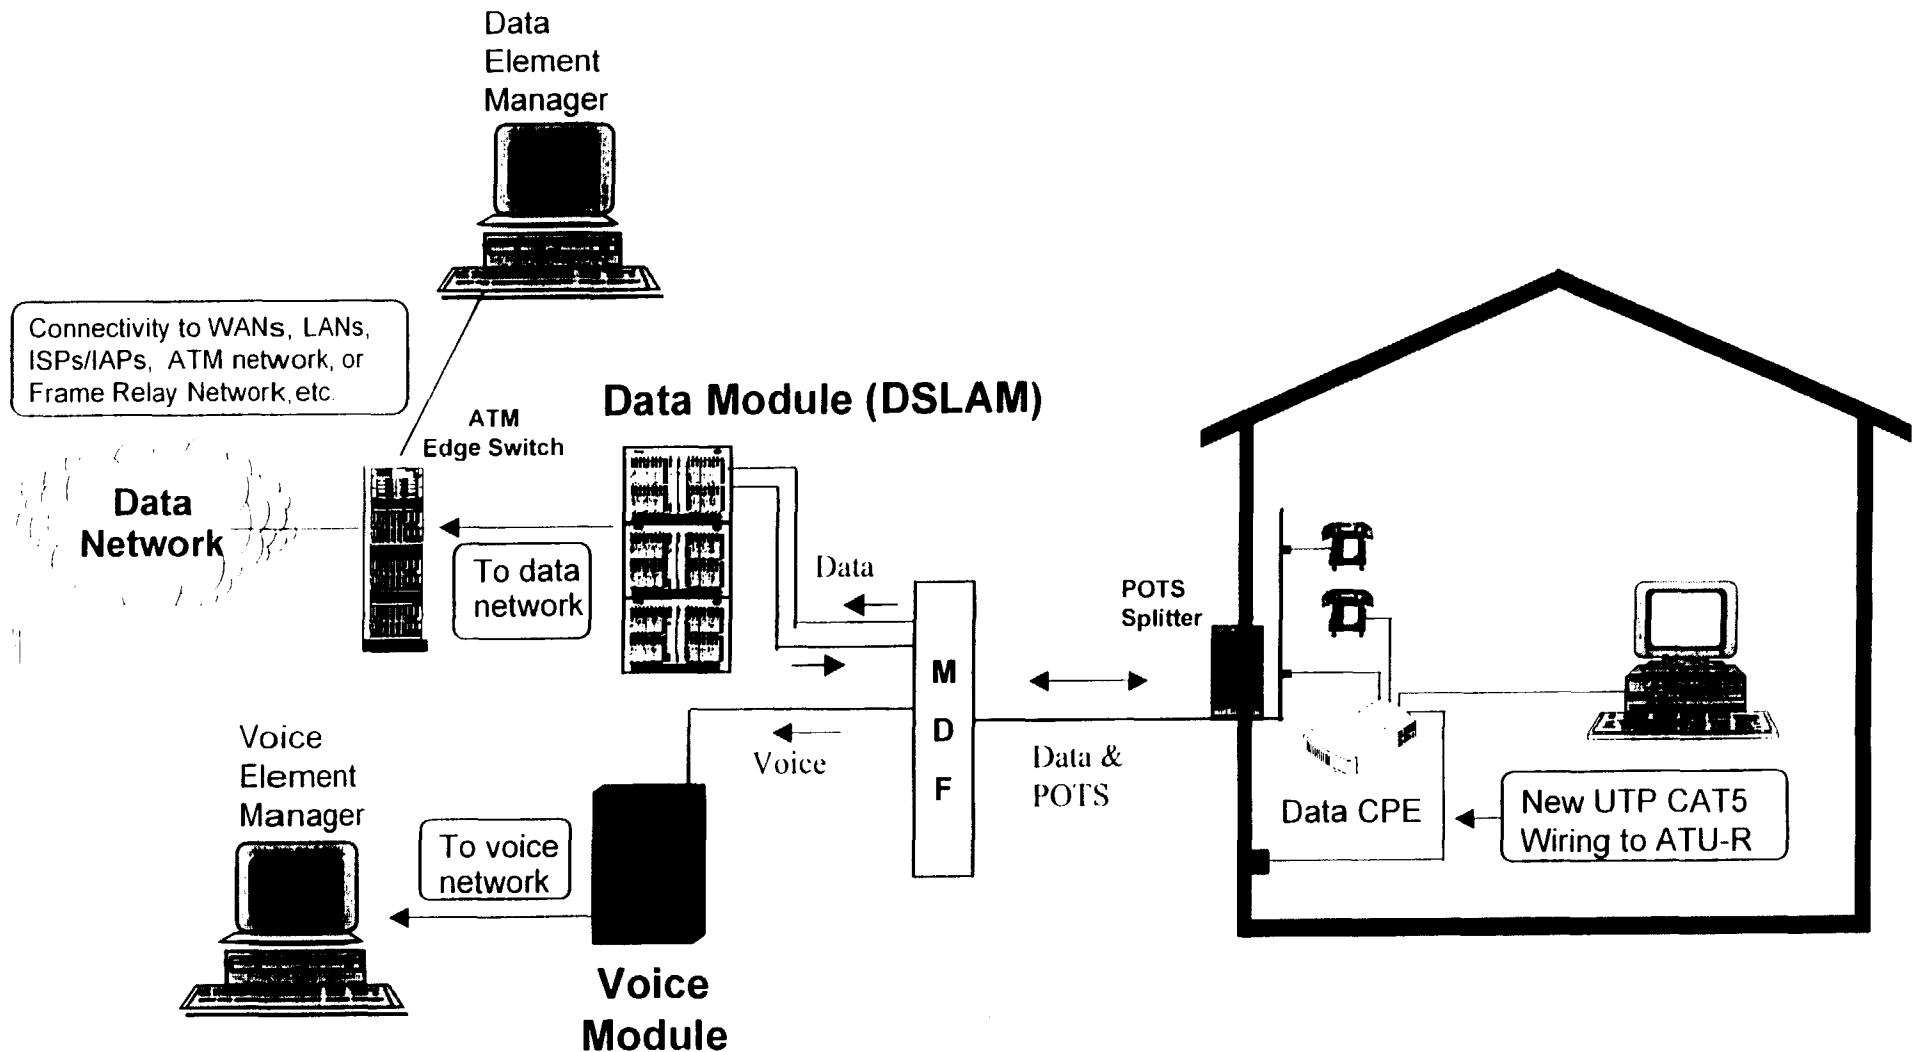 Data
Element
Manager
Connectivity to WANs, LANs,
ISPs/IAPs, ATM network, or
Frame Relay Network, etc.
ATM
Edge Switch
Data Module (DSLAM)
Data
Network
To data
network
Data
POTS
Splitter
M
D
F
Voice
Data &
POTS
Data CPE
New UTP CAT5
Wiring to ATU-R
Voice
Element
Manager
To voice
network
Voice
Module